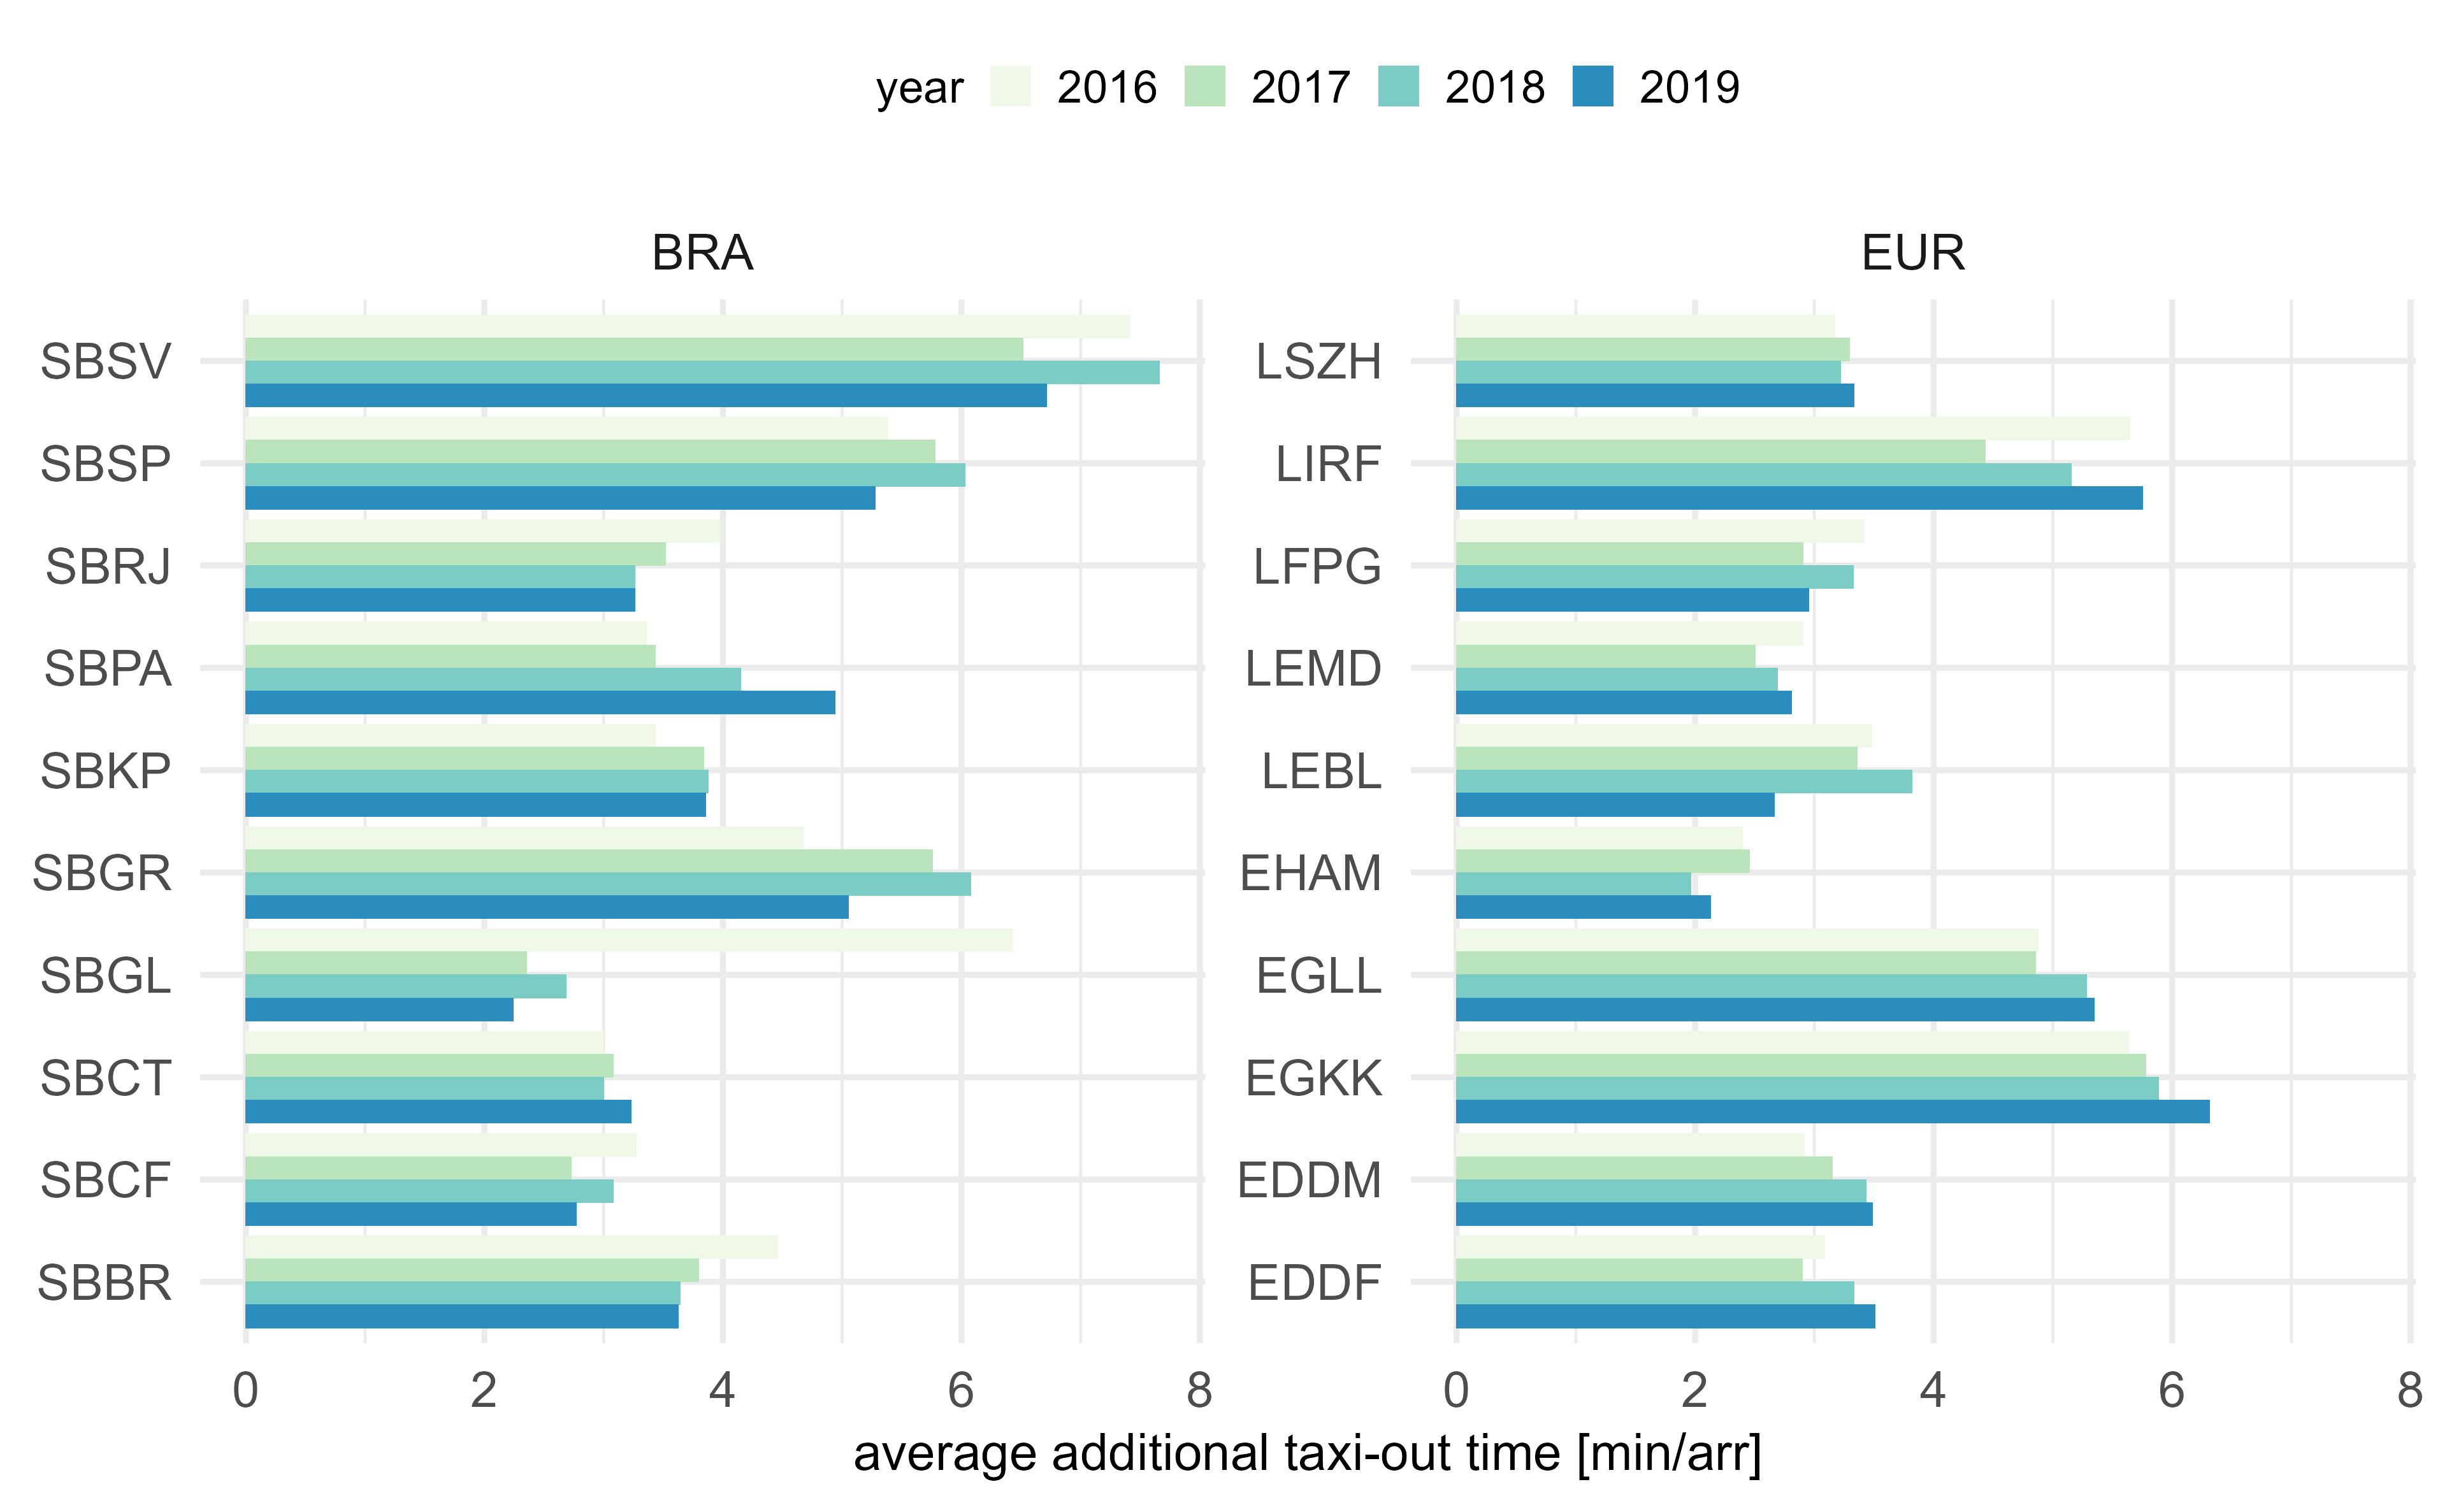 year 2016 2017 2018 2019
BRA EUR
SBSV LSZH
SBSP LIRF
SBRJ LFPG
SBPA LEMD
SBKP LEBL
SBGR EHAM
SBGL EGLL
SBCT EGKK
SBCF EDDM
SBBR EDDF
0 2 4 6 8 0 2 4 6 8
average additional taxi-out time [min/arr]